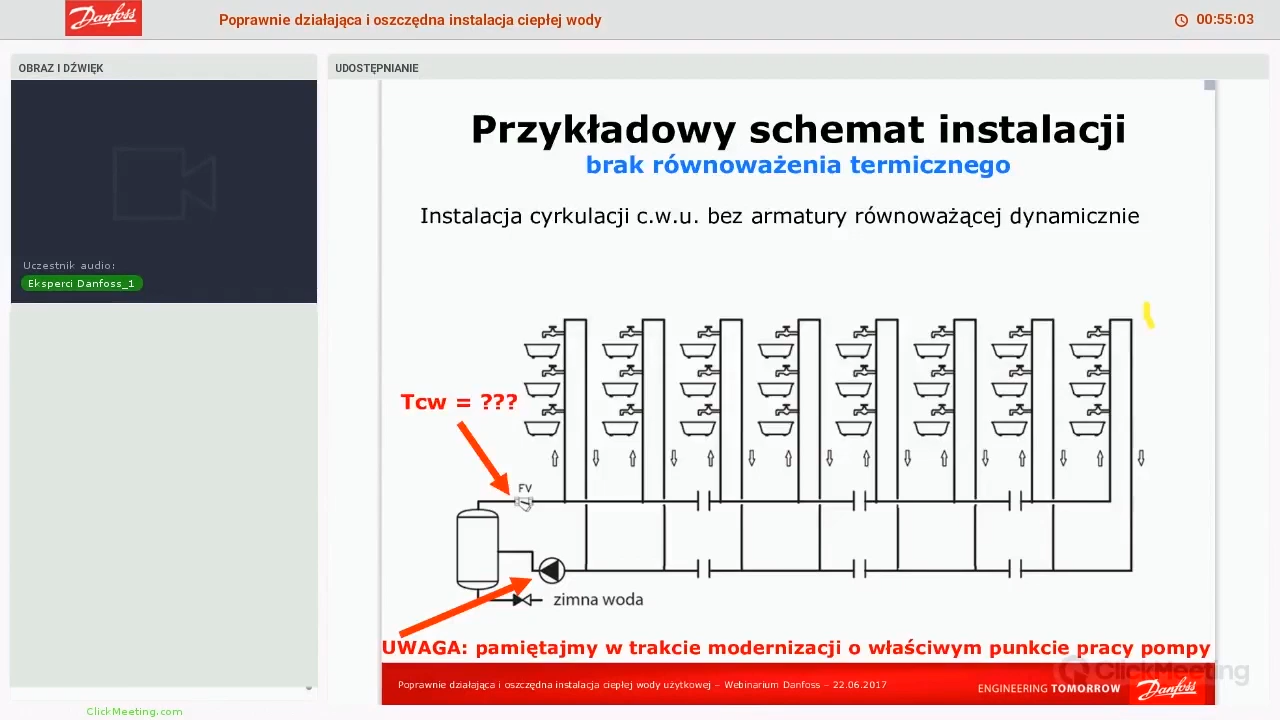 Danfoss
Poprawnie działająca i oszczędna instalacja ciepłej wody
00:55:03
OBRAZ I DŹWIĘK
UDOSTĘPNIANIE
Uczestnik audio:
Eksperci Danfoss_1
Przykładowy schemat instalacji
brak równoważenia termicznego
Instalacja cyrkulacji c.w.u. bez armatury równoważącej dynamicznie
Tcw = ???
FV
zimna woda
UWAGA: pamiętajmy w trakcie modernizacji o właściwym punkcie pracy pompy
Poprawnie działająca i oszczędna instalacja ciepłej wody użytkowej – Webinarium Danfoss – 22.06.2017
ENGINEERING TOMORROW
Danfoss
ClickMeeting
ClickMeeting.com